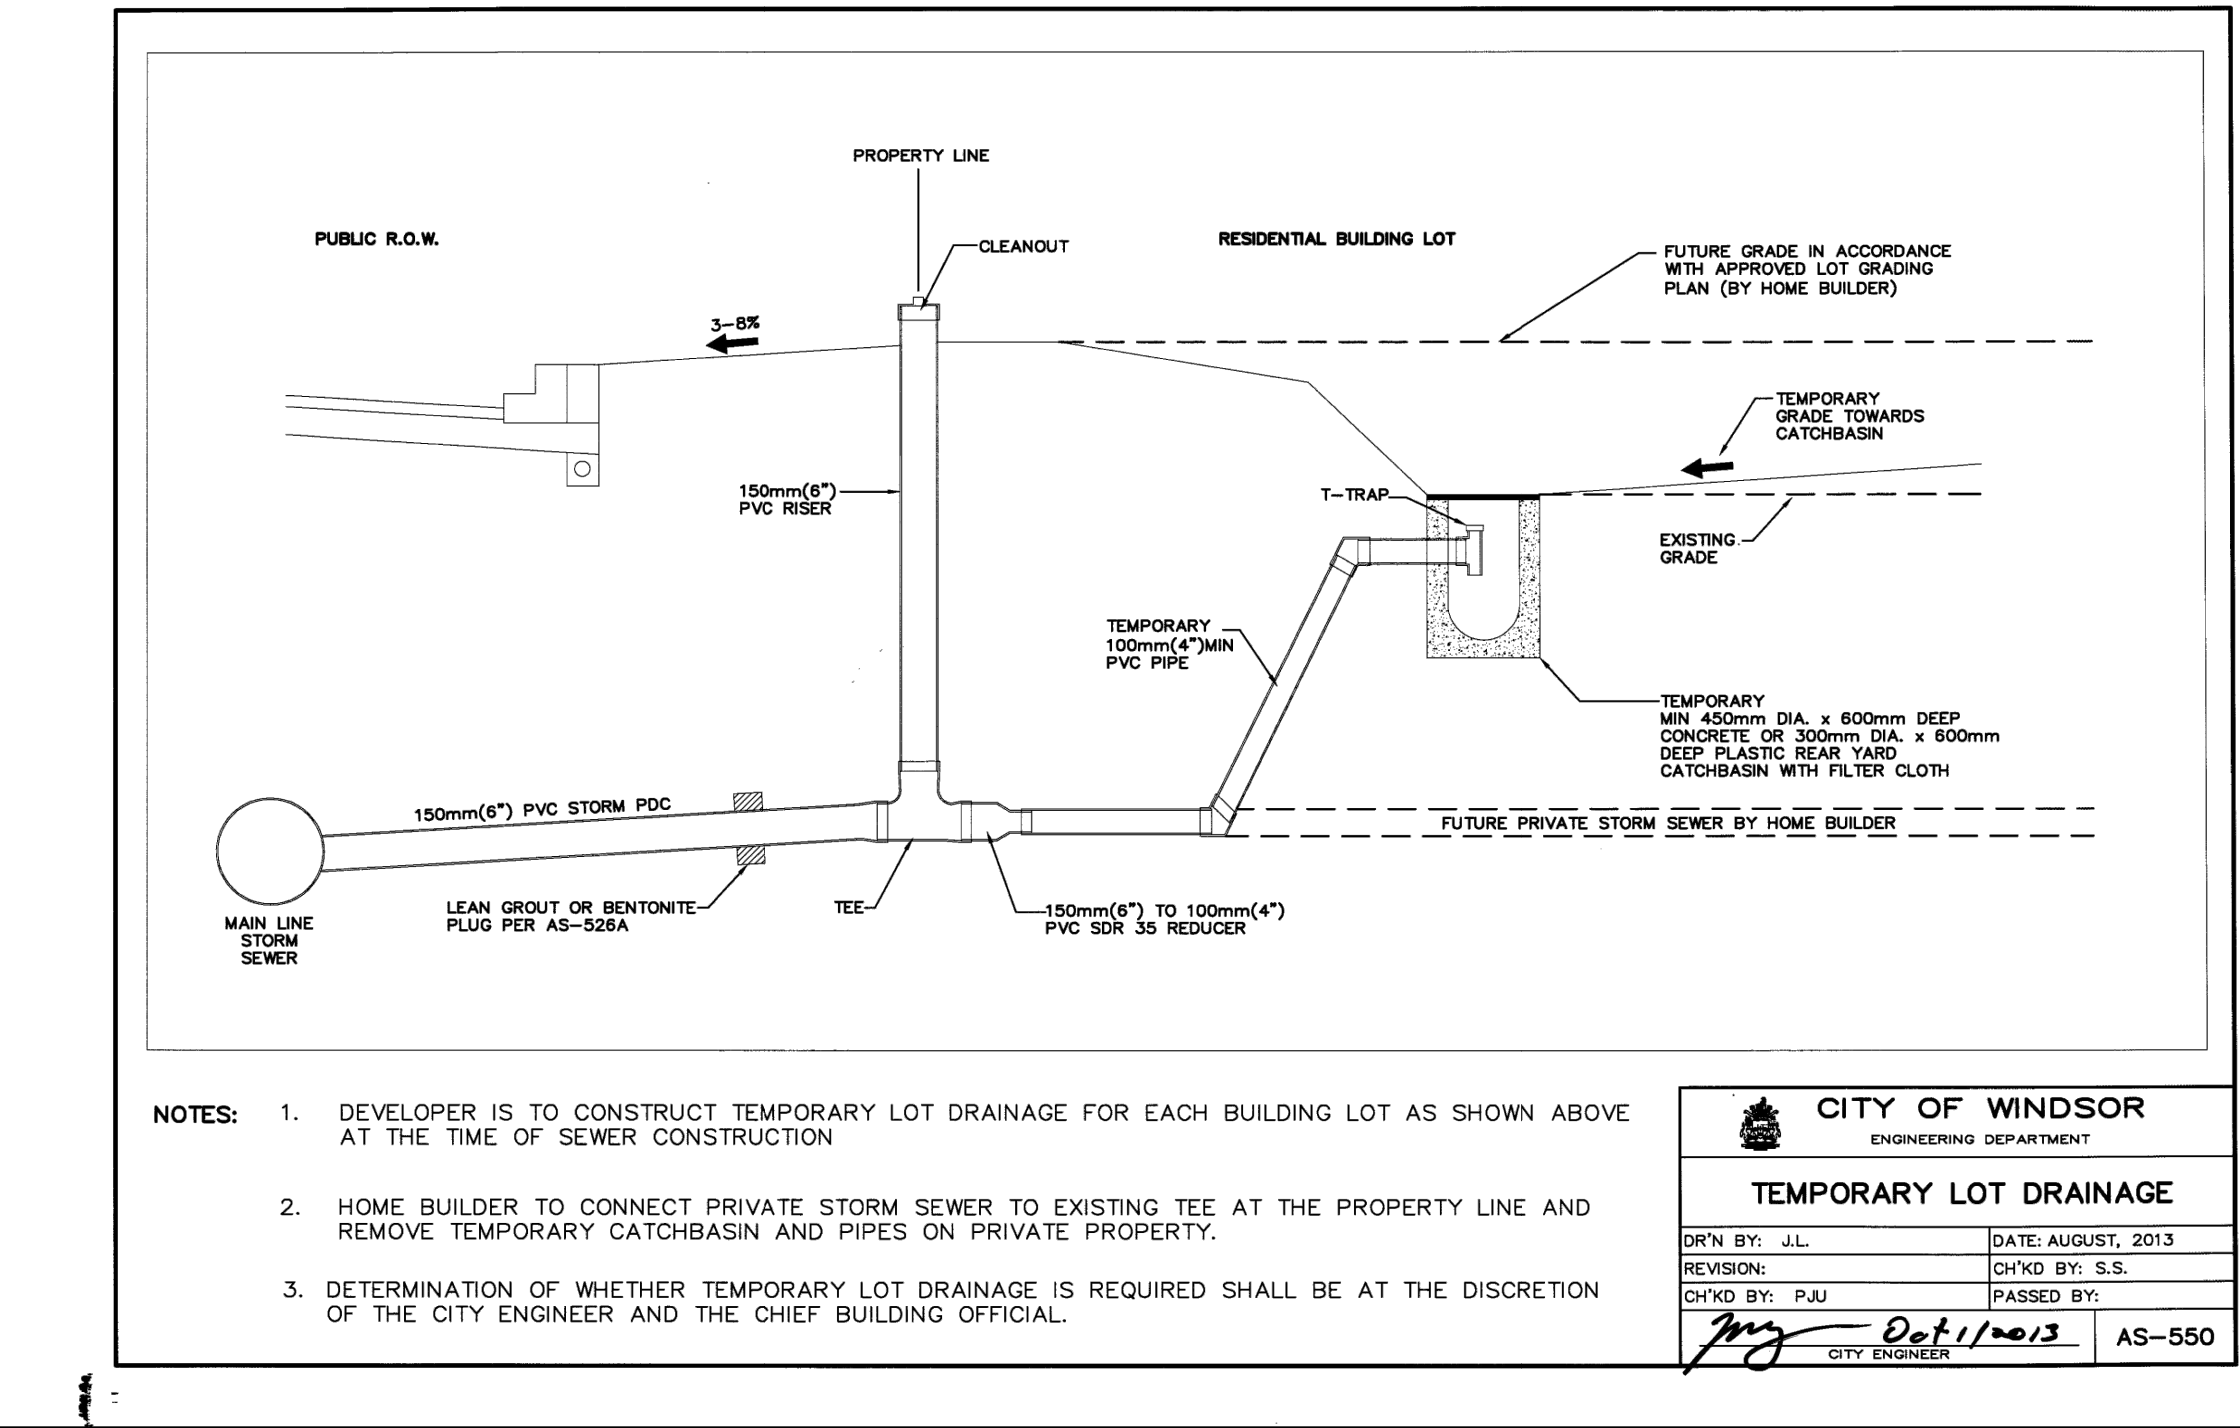 PROPERTY LINE
PUBLIC R.O.W.
CLEANOUT
RESIDENTIAL BUILDING LOT
FUTURE GRADE IN ACCORDANCE
WITH APPROVED LOT GRADING
PLAN (BY HOME BUILDER)
3-8%
TEMPORARY
GRADE TOWARDS
CATCHBASIN
150mm(6")
PVC RISER
T-TRAP
EXISTING
GRADE
TEMPORARY
100mm(4")MIN
PVC PIPE
TEMPORARY
MIN 450mm DIA. x 600mm DEEP
CONCRETE OR 300mm DIA. x 600mm
DEEP PLASTIC REAR YARD
CATCHBASIN WITH FILTER CLOTH
150mm(6") PVC STORM PDC
FUTURE PRIVATE STORM SEWER BY HOME BUILDER
MAIN LINE
STORM
SEWER
LEAN GROUT OR BENTONITE
PLUG PER AS-526A
TEE
150mm(6") TO 100mm(4")
PVC SDR 35 REDUCER
NOTES:
1. DEVELOPER IS TO CONSTRUCT TEMPORARY LOT DRAINAGE FOR EACH BUILDING LOT AS SHOWN ABOVE
AT THE TIME OF SEWER CONSTRUCTION
2. HOME BUILDER TO CONNECT PRIVATE STORM SEWER TO EXISTING TEE AT THE PROPERTY LINE AND
REMOVE TEMPORARY CATCHBASIN AND PIPES ON PRIVATE PROPERTY.
3. DETERMINATION OF WHETHER TEMPORARY LOT DRAINAGE IS REQUIRED SHALL BE AT THE DISCRETION
OF THE CITY ENGINEER AND THE CHIEF BUILDING OFFICIAL.
CITY OF WINDSOR
ENGINEERING DEPARTMENT
TEMPORARY LOT DRAINAGE
DR'N BY: J.L.
DATE: AUGUST, 2013
REVISION:
CH'KD BY: S.S.
CH'KD BY: PJU
PASSED BY:
Oct 1/2013
CITY ENGINEER
AS-550